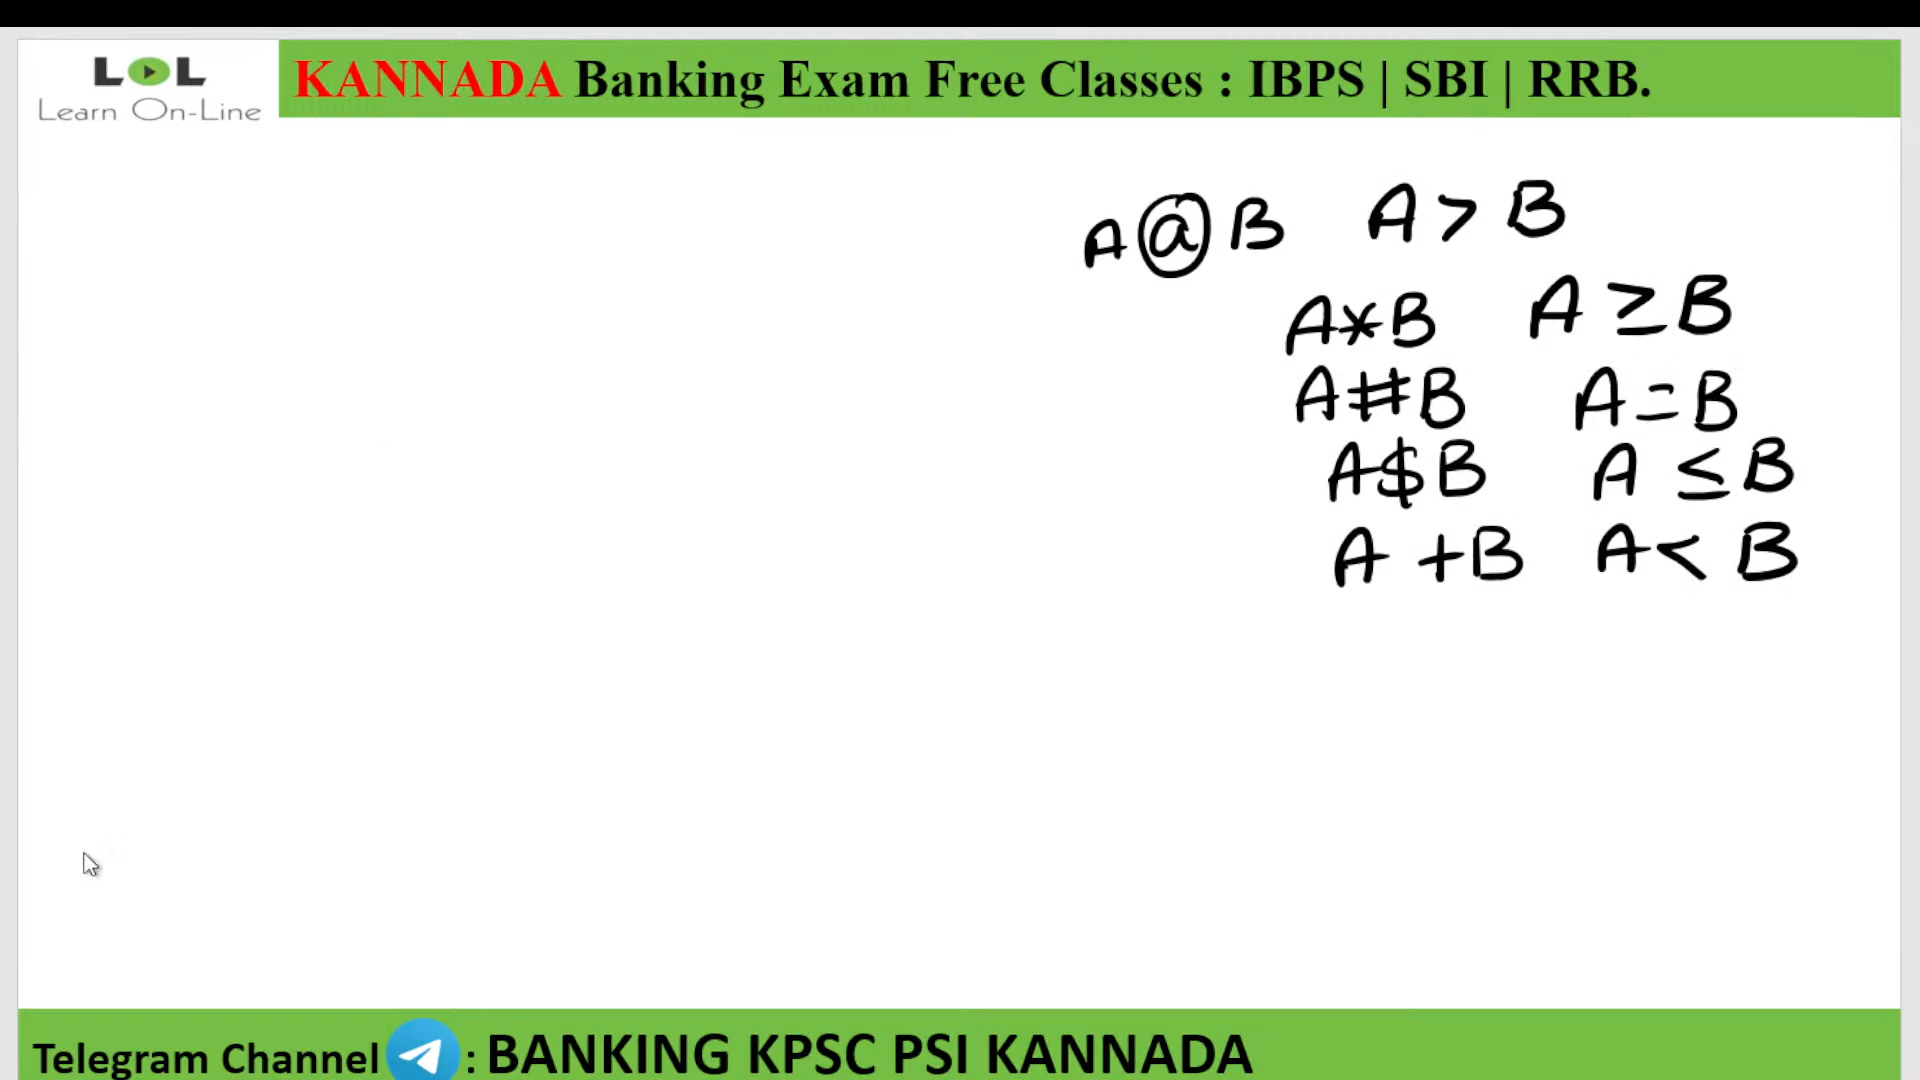 LOL
Learn On-Line
KANNADA Banking Exam Free Classes : IBPS | SBI | RRB.
A @ B A > B
A * B A ≥ B
A # B A = B
A $ B A ≤ B
A + B A < B
Telegram Channel : BANKING KPSC PSI KANNADA